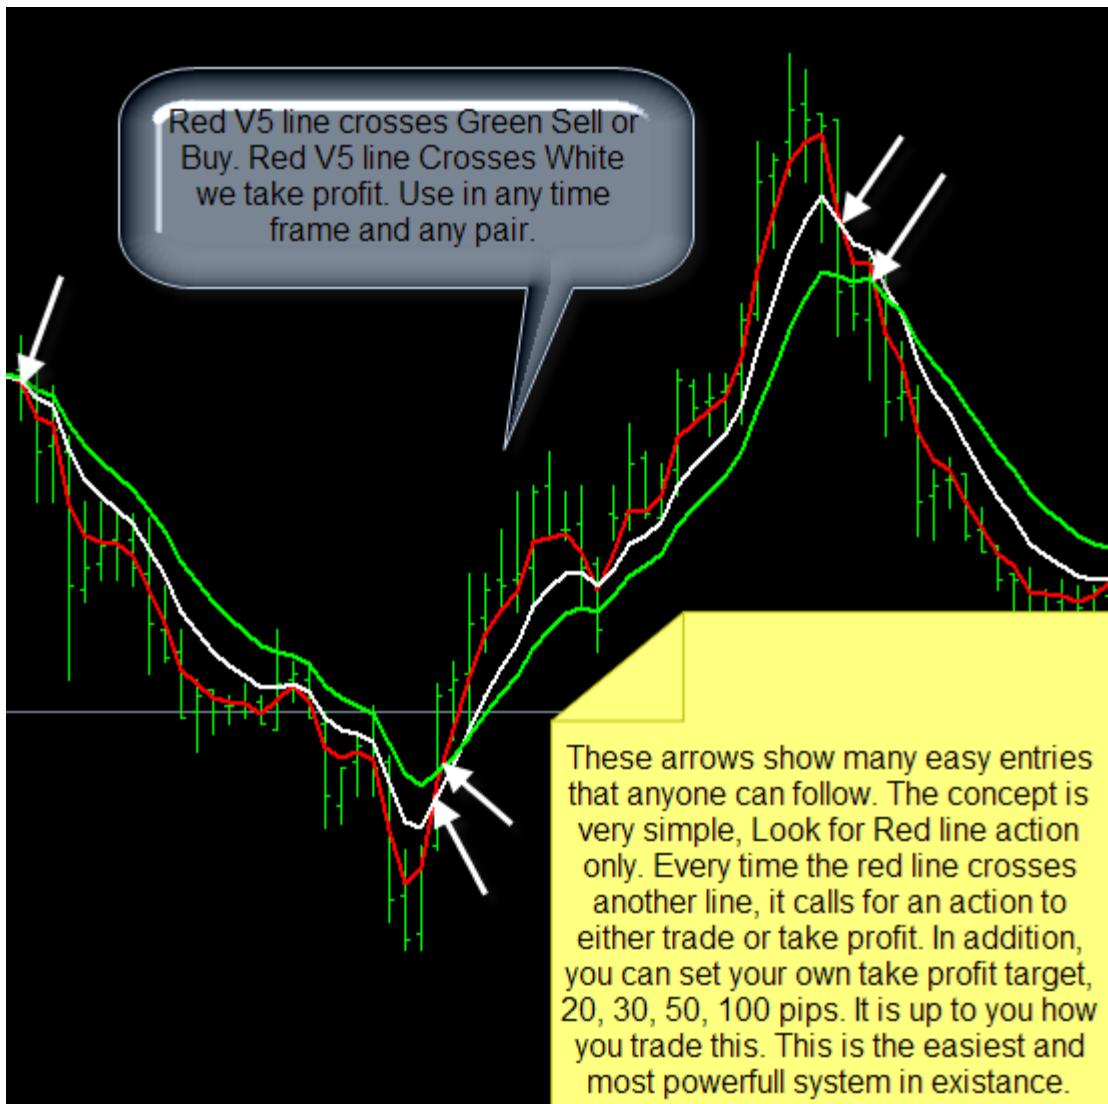 Red V5 line crosses Green Sell or
Buy. Red V5 line Crosses White
we take profit. Use in any time
frame and any pair.
These arrows show many easy entries
that anyone can follow. The concept is
very simple, Look for Red line action
only. Every time the red line crosses
another line, it calls for an action to
either trade or take profit. In addition,
you can set your own take profit target,
20, 30, 50, 100 pips. It is up to you how
you trade this. This is the easiest and
most powerfull system in existance.